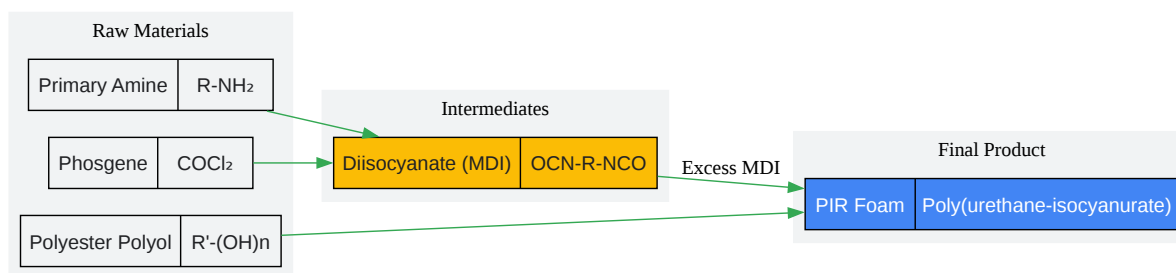 Raw Materials
Primary Amine R-NH₂
Phosgene COCl₂
Polyester Polyol R'-(OH)n
Intermediates
Diisocyanate (MDI) OCN-R-NCO
Excess MDI
Final Product
PIR Foam Poly(urethane-isocyanurate)